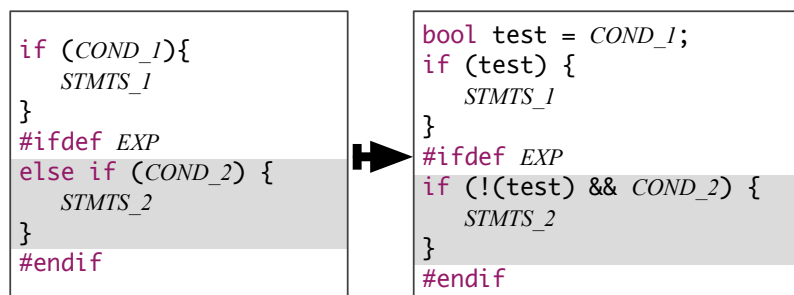 if (COND_1){
STMTS_1
}
#ifdef EXP
else if (COND_2) {
STMTS_2
}
#endif
bool test = COND_1;
if (test) {
STMTS_1
}
#ifdef EXP
if (!(test) && COND_2) {
STMTS_2
}
#endif